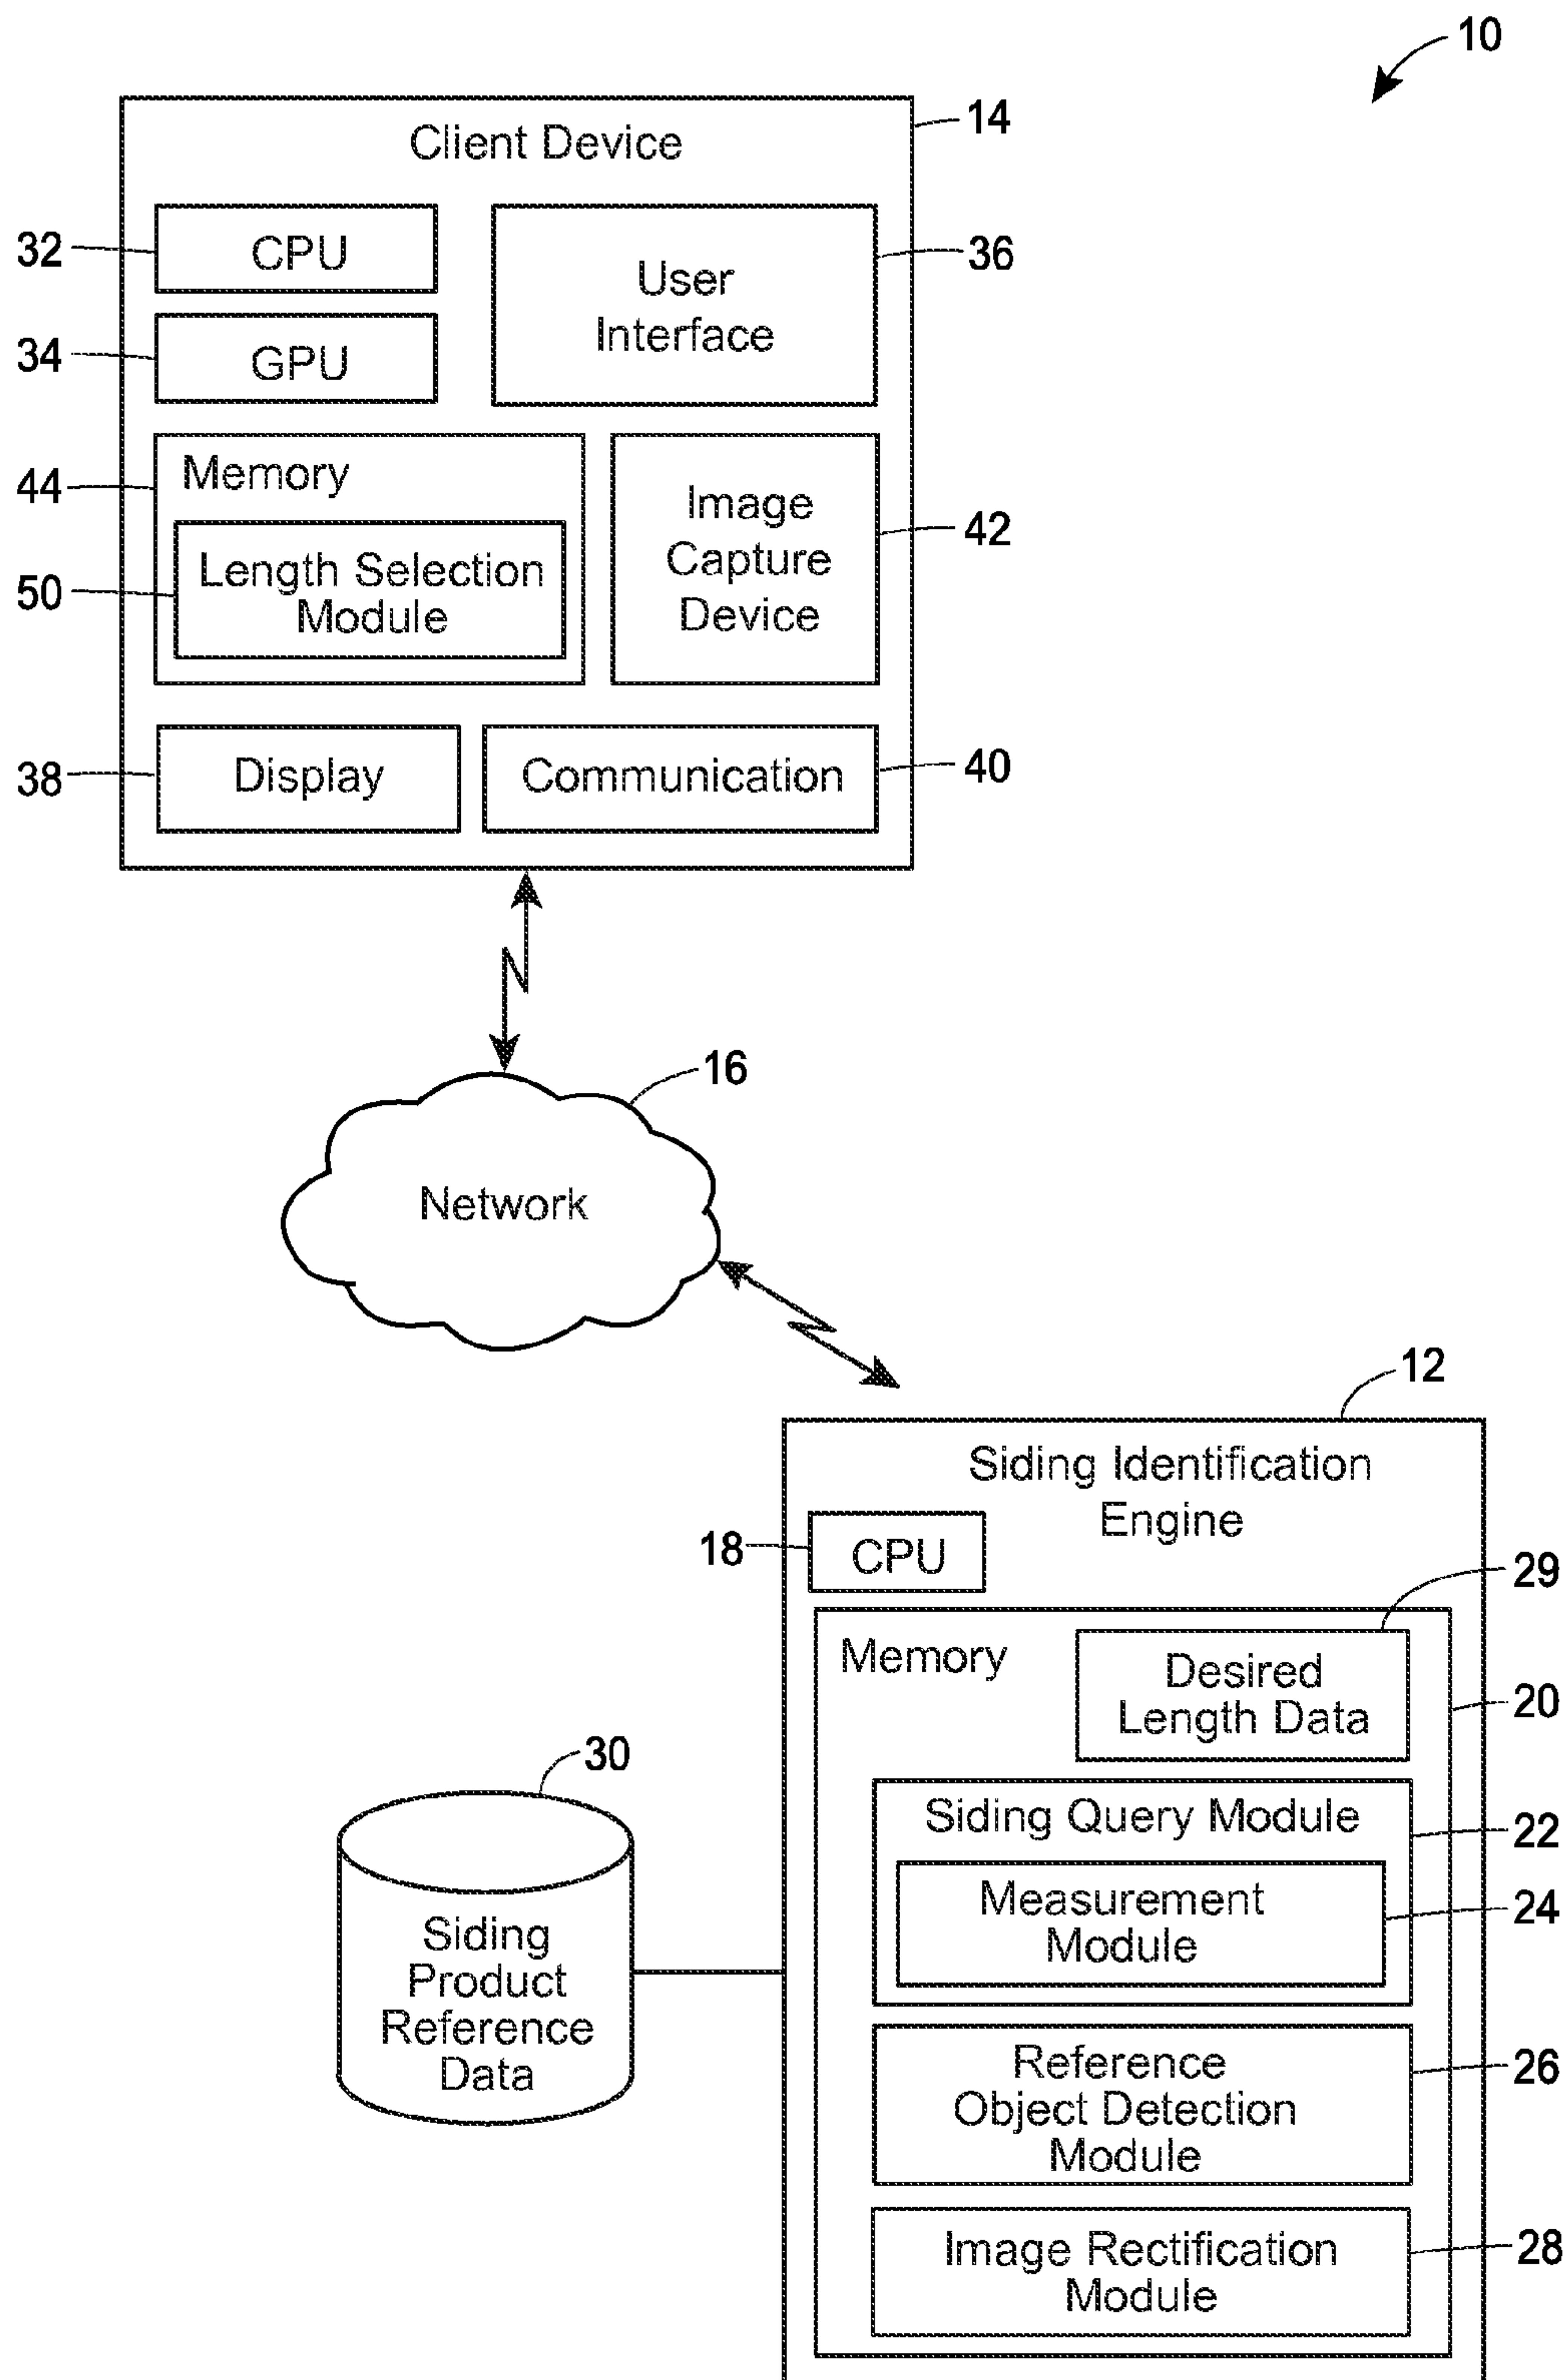 10
14
Client Device
32
CPU
36
User
Interface
34
GPU
44
Memory
Image
Capture
Device
42
50
Length Selection
Module
38
Display
Communication
40
16
Network
12
Siding Identification
Engine
18
CPU
29
Memory
Desired
Length Data
20
30
Siding Query Module
22
Measurement
Module
24
Siding
Product
Reference
Data
Reference
Object Detection
Module
26
Image Rectification
Module
28